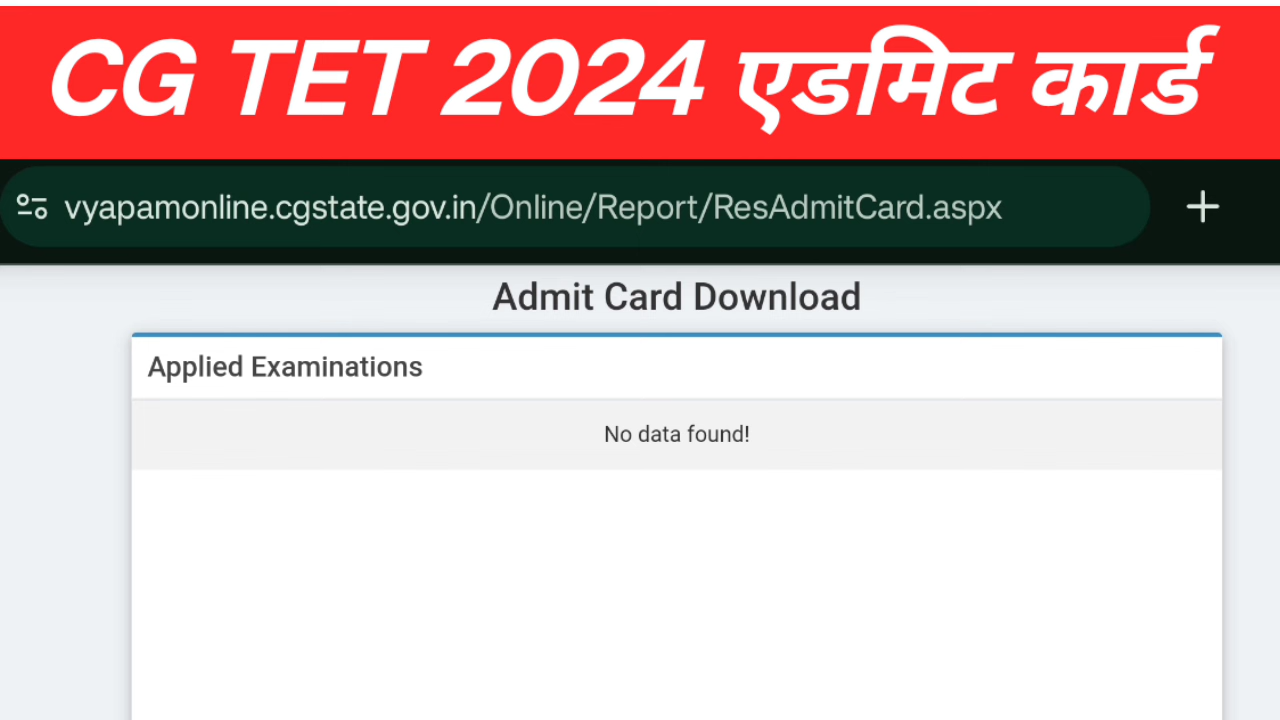 CG TET 2024 एडमिट कार्ड
vyapamonline.cgstate.gov.in/Online/Report/ResAdmitCard.aspx
Admit Card Download
Applied Examinations
No data found!